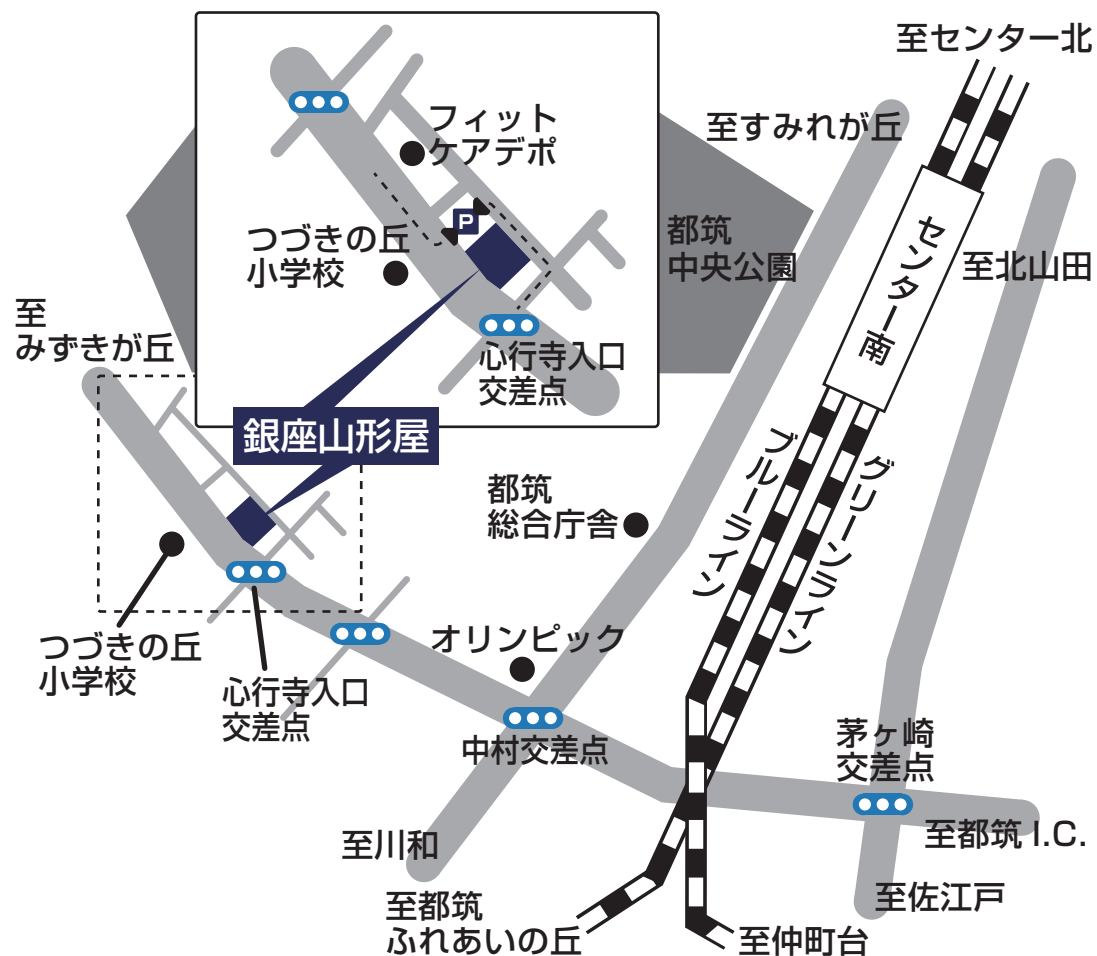 至センター北
フィット
ケアデポ
至すみれが丘
P
つづきの丘
小学校
都筑
中央公園
センター南
至北山田
至
みずきが丘
心行寺入口
交差点
銀座山形屋
ブルーライン
グリーンライン
都筑
総合庁舎
つづきの丘
小学校
オリンピック
心行寺入口
交差点
中村交差点
茅ヶ崎
交差点
至川和
至都筑 I.C.
至都筑
ふれあいの丘
至佐江戸
至仲町台